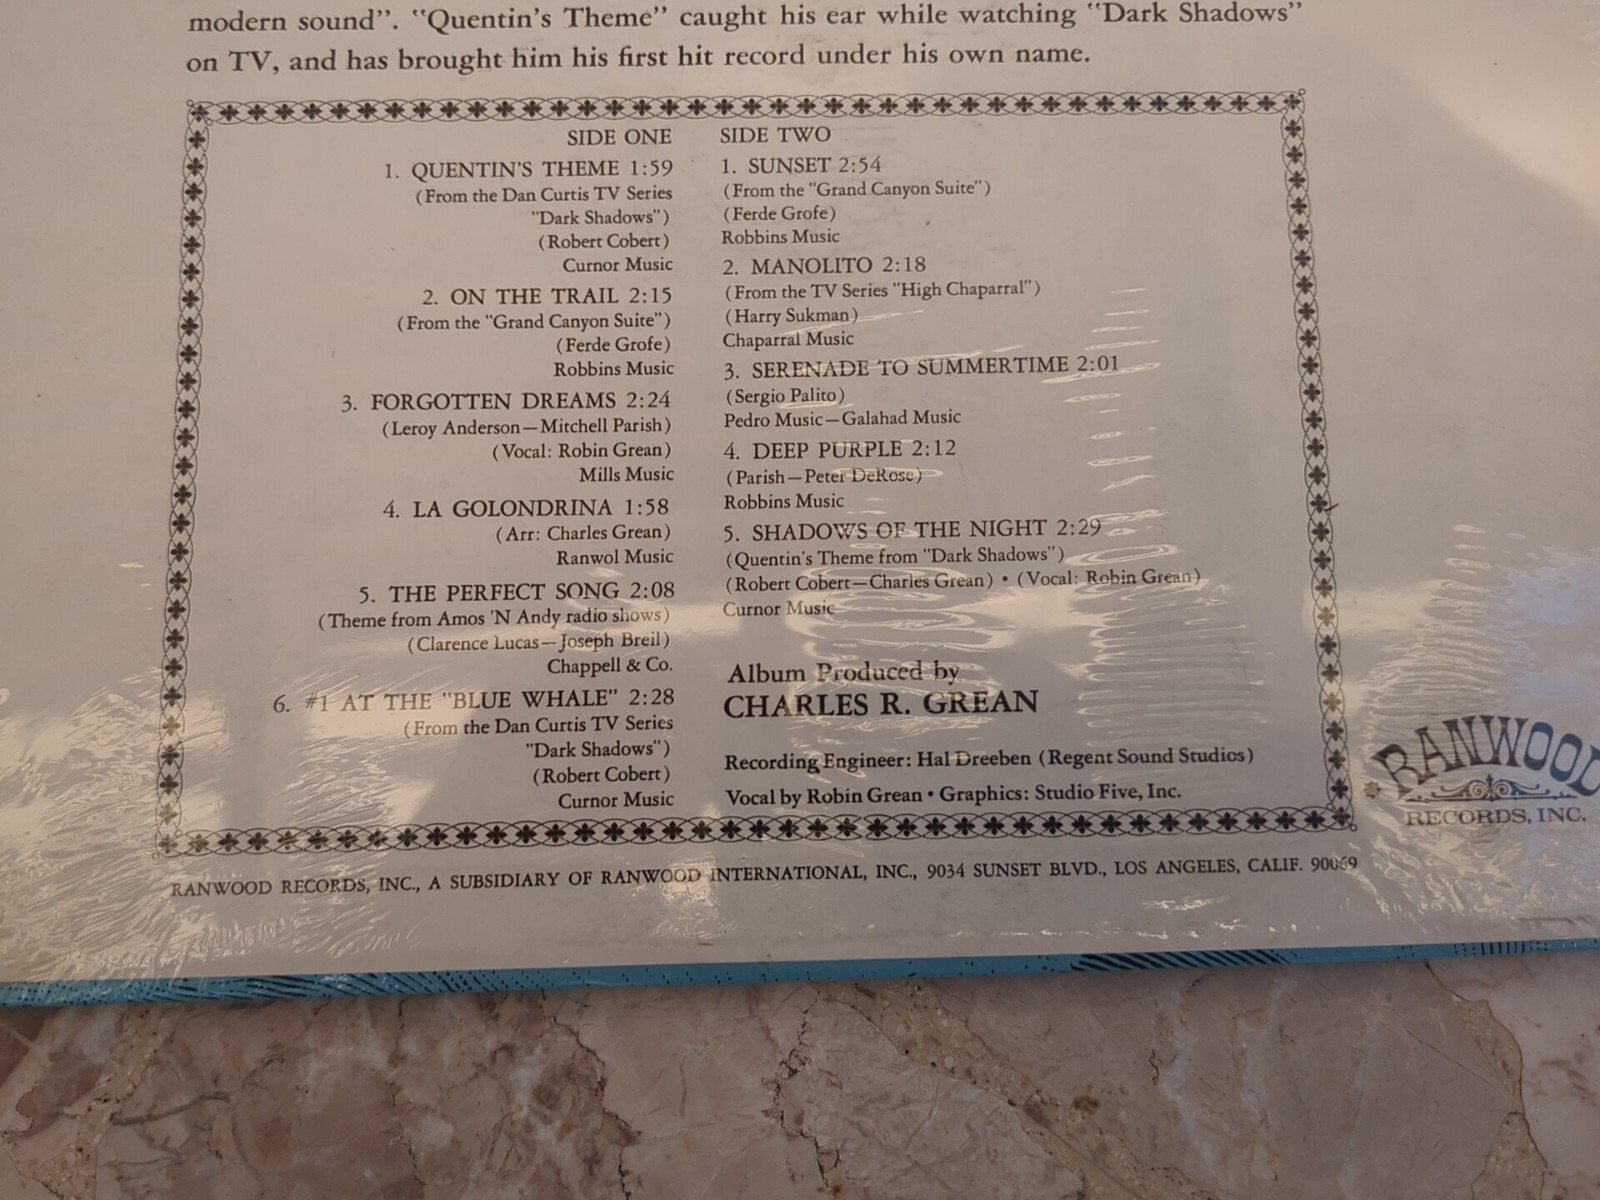 modern sound". "Quentin's Theme" caught his ear while watching "Dark Shadows"
on TV, and has brought him his first hit record under his own name.
SIDE ONE
1. QUENTIN'S THEME 1:59
(From the Dan Curtis TV Series
"Dark Shadows")
(Robert Cobert)
Curnor Music
2. ON THE TRAIL 2:15
(From the "Grand Canyon Suite")
(Ferde Grofe)
Robbins Music
3. FORGOTTEN DREAMS 2:24
(Leroy Anderson—Mitchell Parish)
(Vocal: Robin Grean)
Mills Music
4. LA GOLONDRINA 1:58
(Arr: Charles Grean)
Ranwol Music
5. THE PERFECT SONG 2:08
(Theme from Amos 'N Andy radio shows)
(Clarence Lucas—Joseph Breil)
Chappell & Co.
6. #1 AT THE "BLUE WHALE" 2:28
(From the Dan Curtis TV Series
"Dark Shadows")
(Robert Cobert)
Curnor Music
SIDE TWO
1. SUNSET 2:54
(From the "Grand Canyon Suite")
(Ferde Grofe)
Robbins Music
2. MANOLITO 2:18
(From the TV Series "High Chaparral")
(Harry Sukman)
Chaparral Music
3. SERENADE TO SUMMERTIME 2:01
(Sergio Palito)
Pedro Music—Galahad Music
4. DEEP PURPLE 2:12
(Parish—Peter DeRose)
Robbins Music
5. SHADOWS OF THE NIGHT 2:29
(Quentin's Theme from "Dark Shadows")
(Robert Cobert—Charles Grean) • (Vocal: Robin Grean)
Curnor Music
Album Produced by
CHARLES R. GREAN
Recording Engineer: Hal Dreeben (Regent Sound Studios)
Vocal by Robin Grean • Graphics: Studio Five, Inc.
RANWOOD
RECORDS, INC.
RANWOOD RECORDS, INC., A SUBSIDIARY OF RANWOOD INTERNATIONAL, INC., 9034 SUNSET BLVD., LOS ANGELES, CALIF. 90069